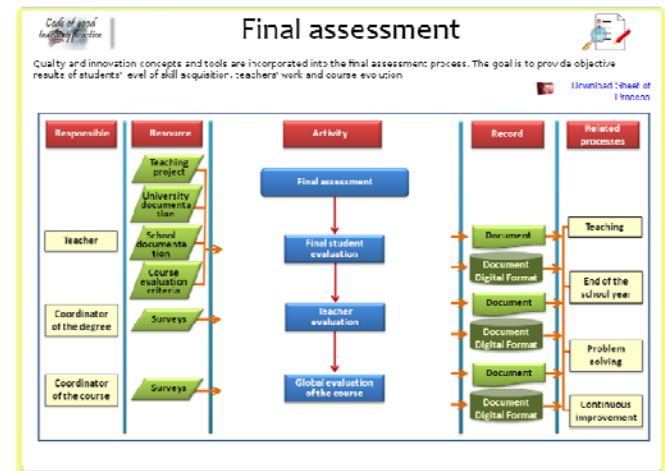 Code of good
teaching practice
Final assessment
Quality and innovation concepts and tools are incorporated into the final assessment process. The goal is to provide objective
results of students' level of skill acquisition, teachers' work and course evolution
Download Sheet of
Process
Responsible
Resource
Activity
Record
Related
processes
Teaching
project
University
documenta
tion
School
documenta
tion
Course
evaluation
criteria
Teacher
Final assessment
Final student
evaluation
Document
Document
Digital Format
Teaching
End of the
school year
Coordinator
of the degree
Surveys
Teacher
evaluation
Document
Document
Digital Format
Problem
solving
Coordinator
of the course
Surveys
Global evaluation
of the course
Document
Document
Digital Format
Continuous
improvement